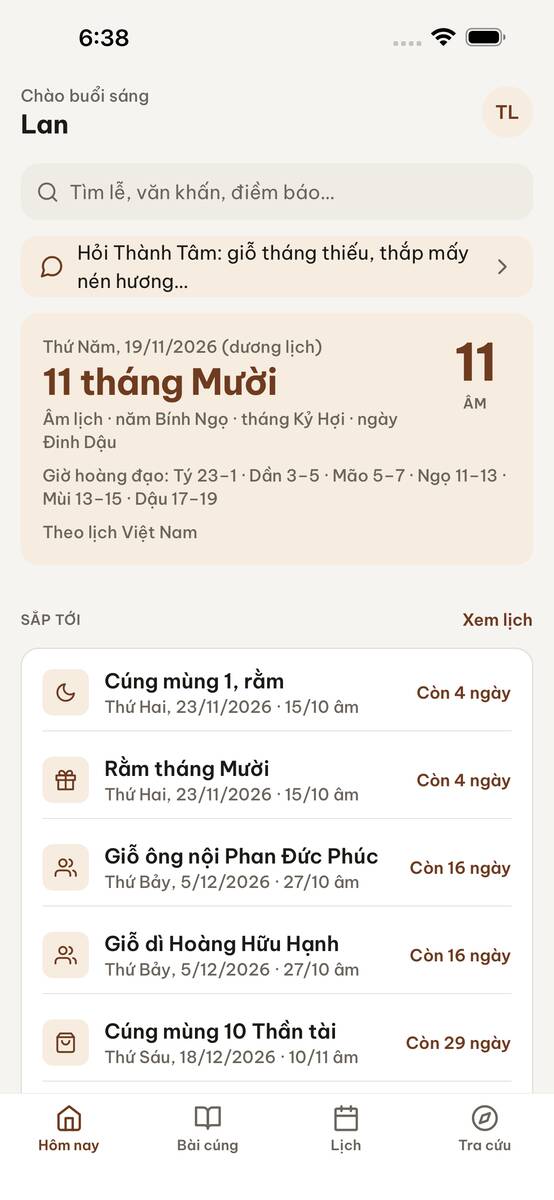 6:38
Chào buổi sáng
Lan
TL
Tìm lễ, văn khấn, điềm báo...
Hỏi Thành Tâm: giỗ tháng thiếu, thắp mấy
nén hương...
Thứ Năm, 19/11/2026 (dương lịch)
11 tháng Mười
11
ÂM
Âm lịch · năm Bính Ngọ · tháng Kỷ Hợi · ngày
Đinh Dậu
Giờ hoàng đạo: Tý 23–1 · Dần 3–5 · Mão 5–7 · Ngọ 11–13 ·
Mùi 13–15 · Dậu 17–19
Theo lịch Việt Nam
SẮP TỚI
Xem lịch
Cúng mùng 1, rằm
Thứ Hai, 23/11/2026 · 15/10 âm
Còn 4 ngày
Rằm tháng Mười
Thứ Hai, 23/11/2026 · 15/10 âm
Còn 4 ngày
Giỗ ông nội Phan Đức Phúc
Thứ Bảy, 5/12/2026 · 27/10 âm
Còn 16 ngày
Giỗ dì Hoàng Hữu Hạnh
Thứ Bảy, 5/12/2026 · 27/10 âm
Còn 16 ngày
Cúng mùng 10 Thần tài
Thứ Sáu, 18/12/2026 · 10/11 âm
Còn 29 ngày
Hôm nay
Bài cúng
Lịch
Tra cứu